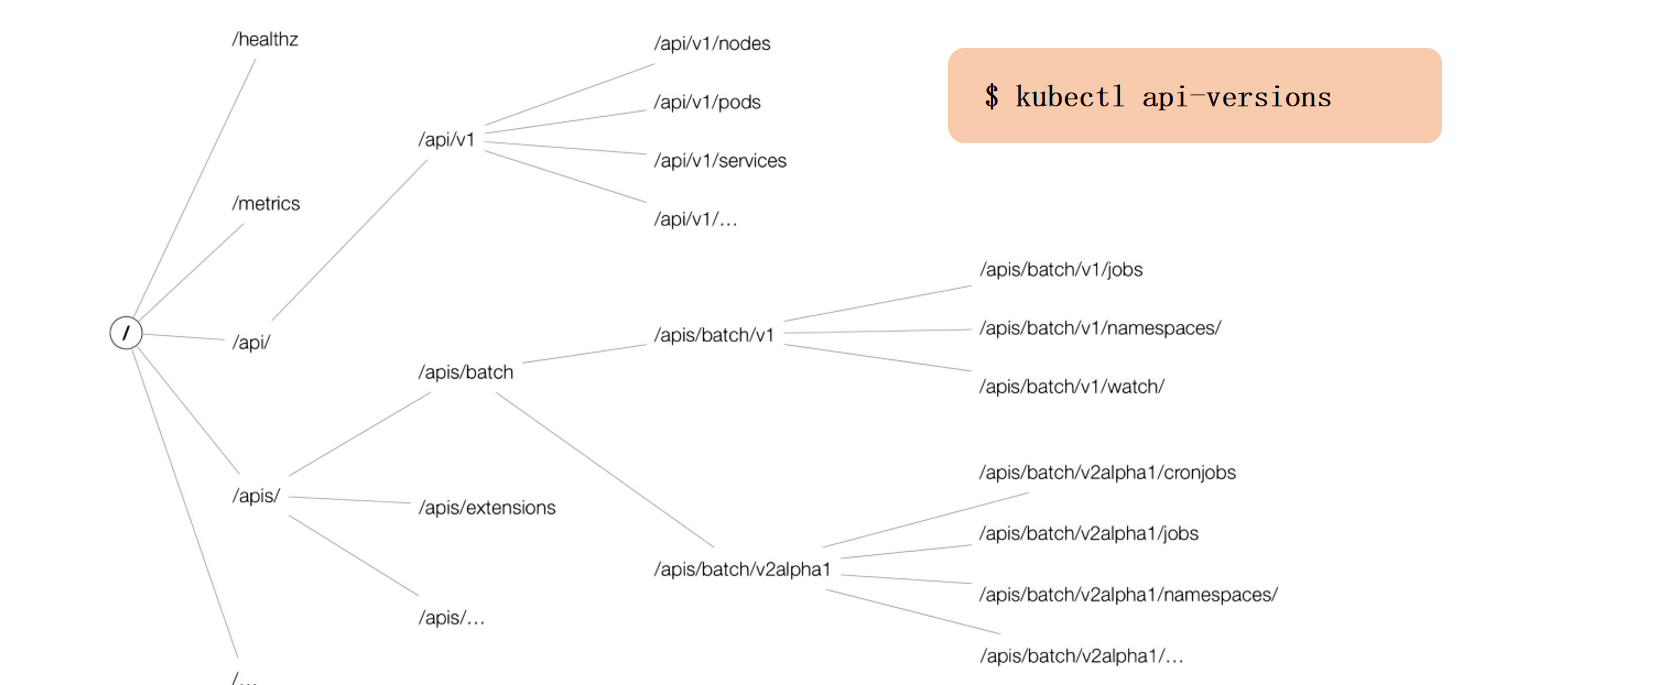 /healthz
/metrics
/
/api/
/apis/
/...
/api/v1
/apis/batch
/apis/extensions
/apis/...
/api/v1/nodes
/api/v1/pods
/api/v1/services
/api/v1/...
/apis/batch/v1
/apis/batch/v2alpha1
/apis/batch/v1/jobs
/apis/batch/v1/namespaces/
/apis/batch/v1/watch/
/apis/batch/v2alpha1/cronjobs
/apis/batch/v2alpha1/jobs
/apis/batch/v2alpha1/namespaces/
/apis/batch/v2alpha1/...
$ kubectl api-versions